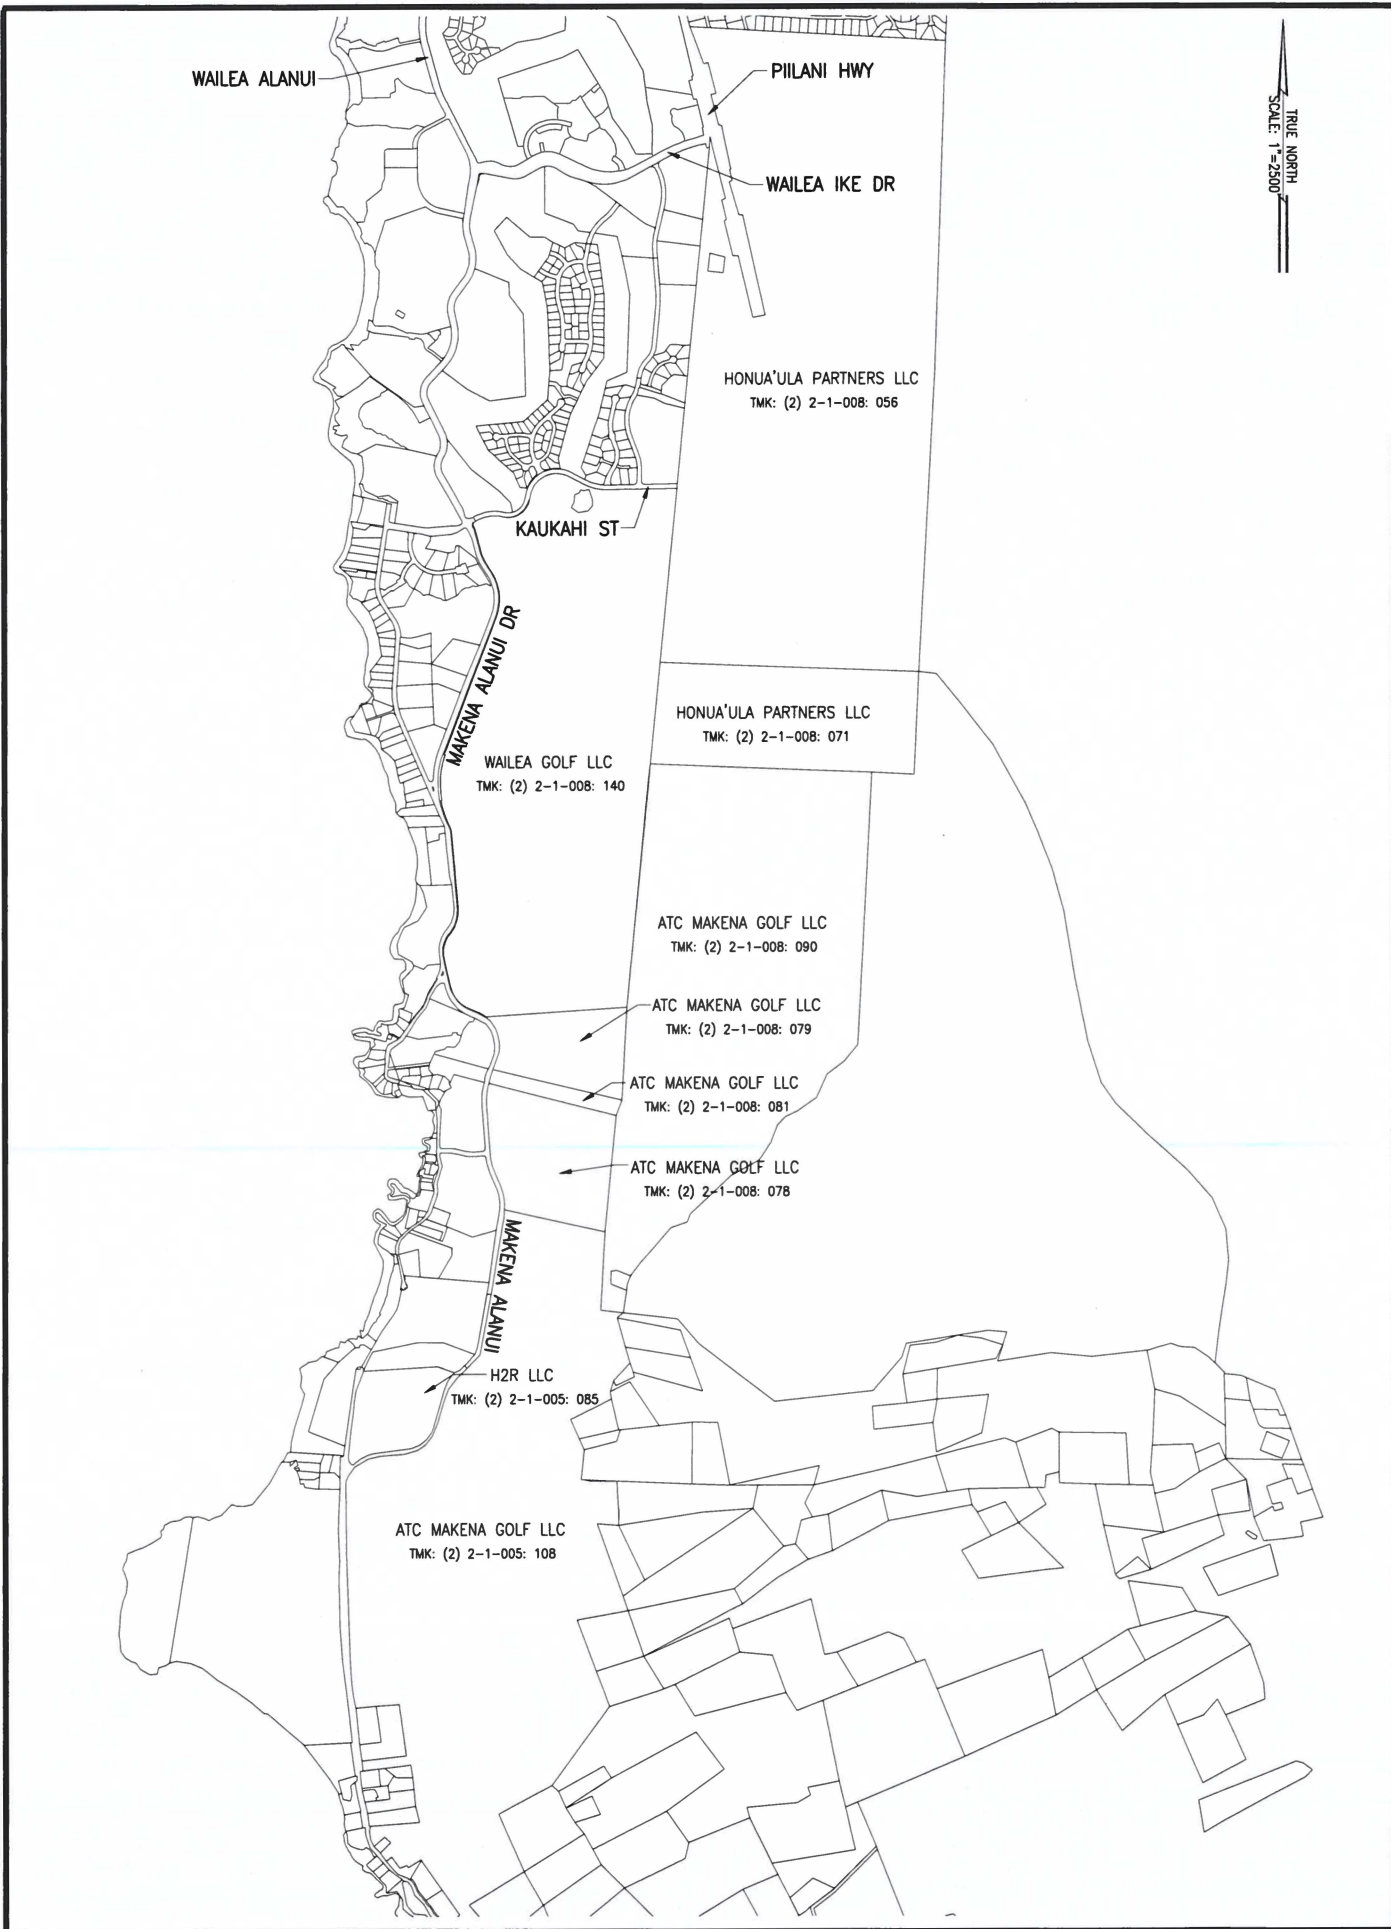 WAILEA ALANUI
PIILANI HWY
TRUE NORTH
SCALE: 1"=2500'
WAILEA IKE DR
HONUA'ULA PARTNERS LLC
TMK: (2) 2-1-008: 056
KAUKAHI ST
MAKENA ALANUI DR
HONUA'ULA PARTNERS LLC
TMK: (2) 2-1-008: 071
WAILEA GOLF LLC
TMK: (2) 2-1-008: 140
ATC MAKENA GOLF LLC
TMK: (2) 2-1-008: 090
ATC MAKENA GOLF LLC
TMK: (2) 2-1-008: 079
ATC MAKENA GOLF LLC
TMK: (2) 2-1-008: 081
ATC MAKENA GOLF LLC
TMK: (2) 2-1-008: 078
MAKENA ALANUI
H2R LLC
TMK: (2) 2-1-005: 085
ATC MAKENA GOLF LLC
TMK: (2) 2-1-005: 108